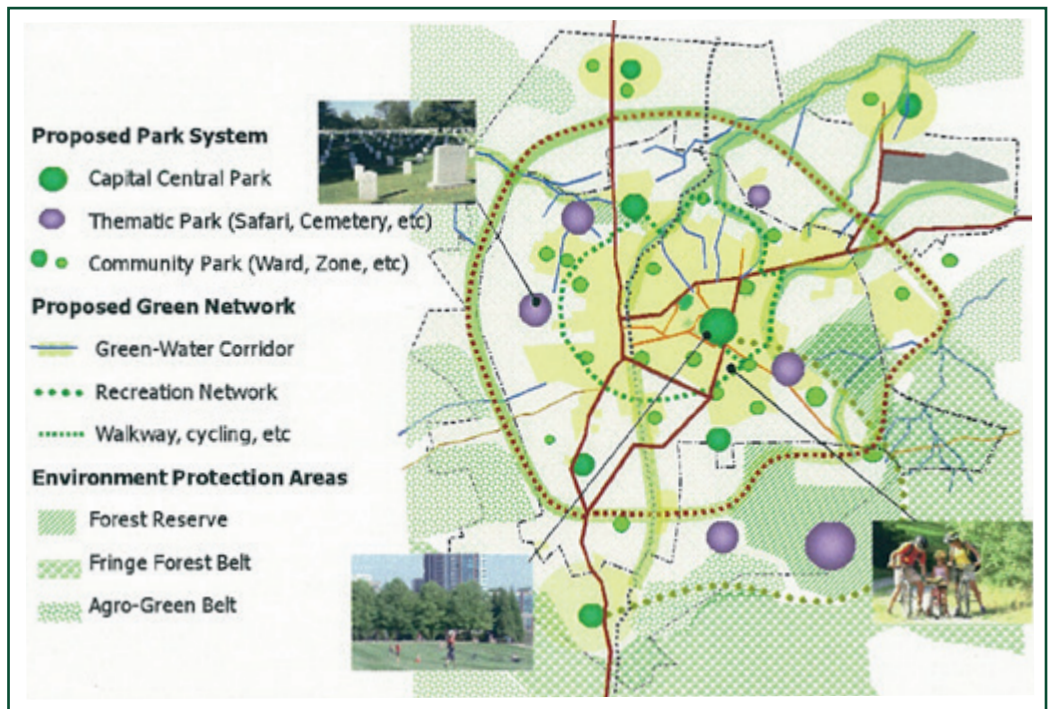 Proposed Park System
Capital Central Park
Thematic Park (Safari, Cemetery, etc)
Community Park (Ward, Zone, etc)
Proposed Green Network
Green-Water Corridor
Recreation Network
Walkway, cycling, etc
Environment Protection Areas
Forest Reserve
Fringe Forest Belt
Agro-Green Belt